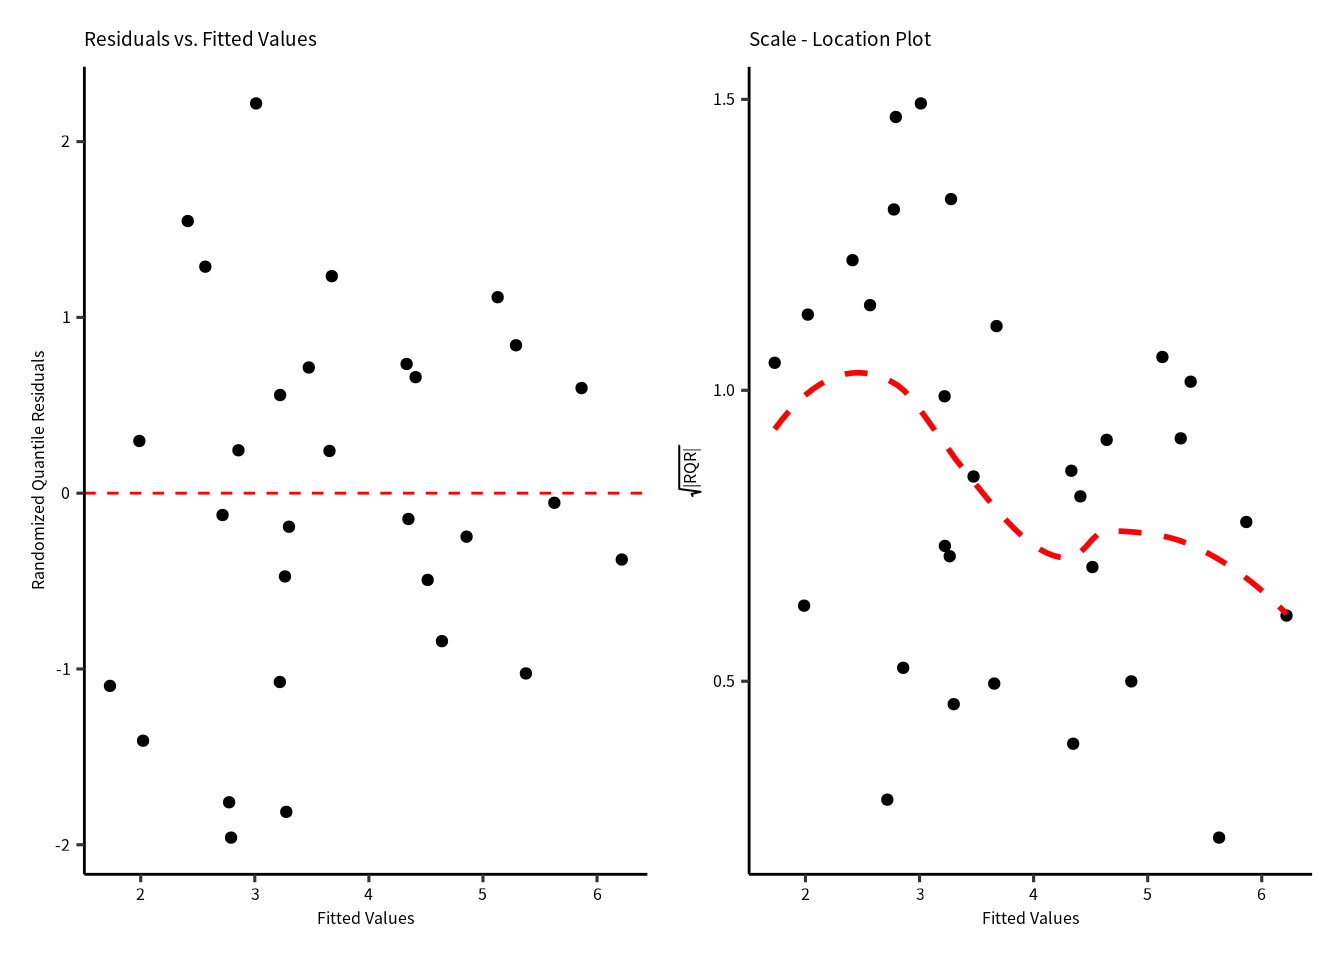 Residuals vs. Fitted Values
Randomized Quantile Residuals
2
1
0
-1
-2
2 3 4 5 6
Fitted Values
Scale - Location Plot
√|RQR|
1.5
1.0
0.5
2 3 4 5 6
Fitted Values